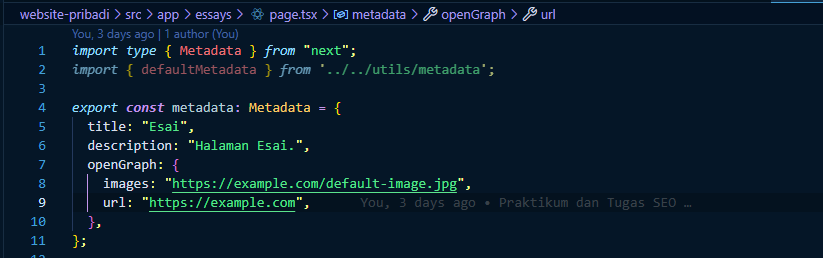 website-pribadi > src > app > essays > page.tsx > metadata > openGraph > url
You, 3 days ago | 1 author (You)
1 import type { Metadata } from "next";
2 import { defaultMetadata } from '../../utils/metadata';
3
4 export const metadata: Metadata = {
5 title: "Esai",
6 description: "Halaman Esai.",
7 openGraph: {
8 images: "https://example.com/default-image.jpg",
9 url: "https://example.com", You, 3 days ago • Praktikum dan Tugas SEO …
10 },
11 };